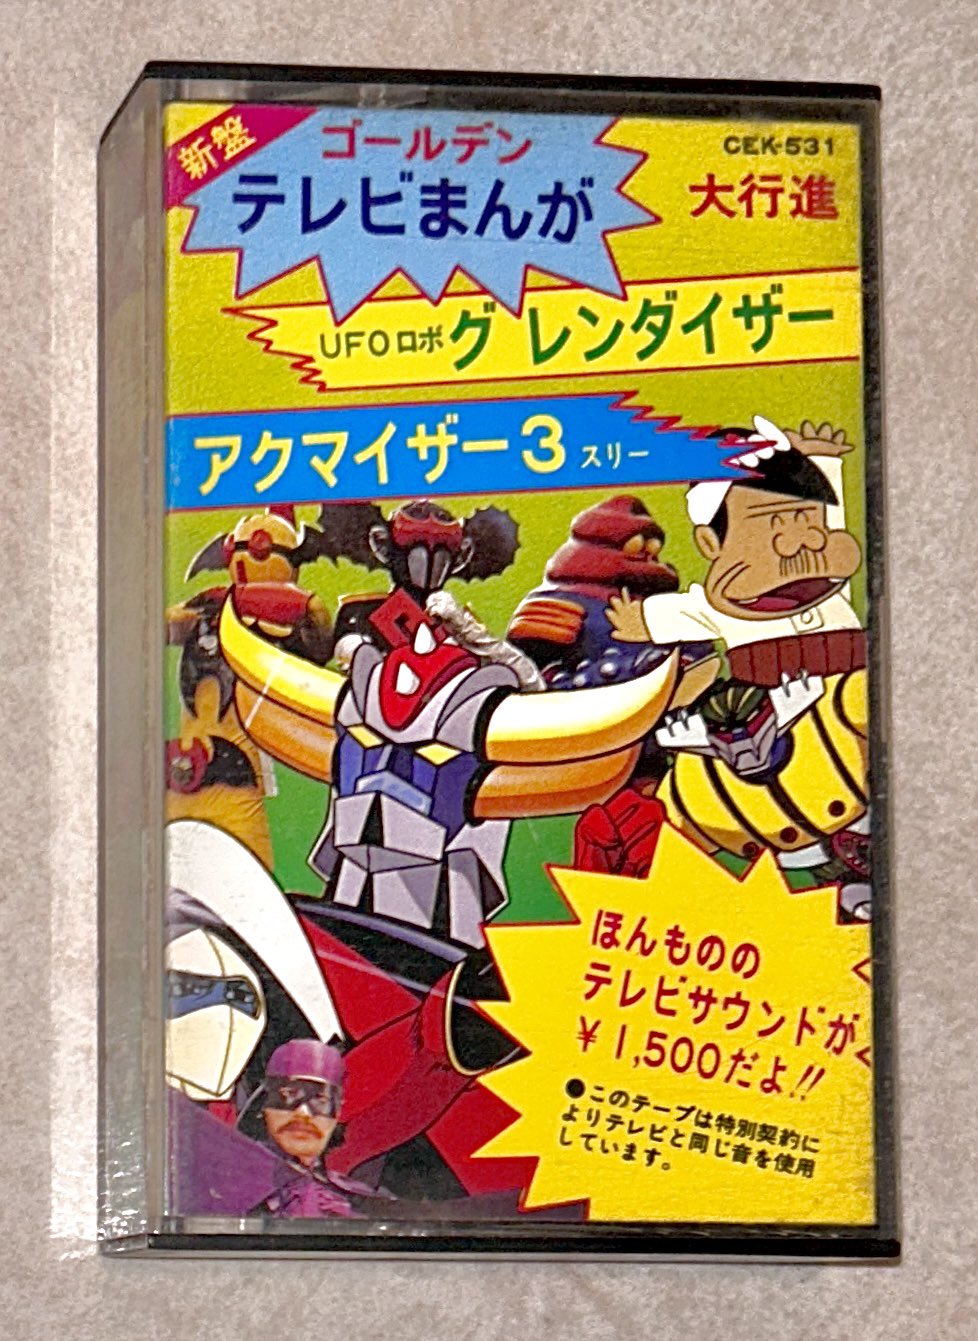 新盤
ゴールデン
テレビまんが
CEK-531
大行進
UFOロボグレンダイザー
アクマイザー3スリー
ほんものの
テレビサウンドが
¥1,500だよ!!
●このテープは特別契約に
よりテレビと同じ音を使用
しています。